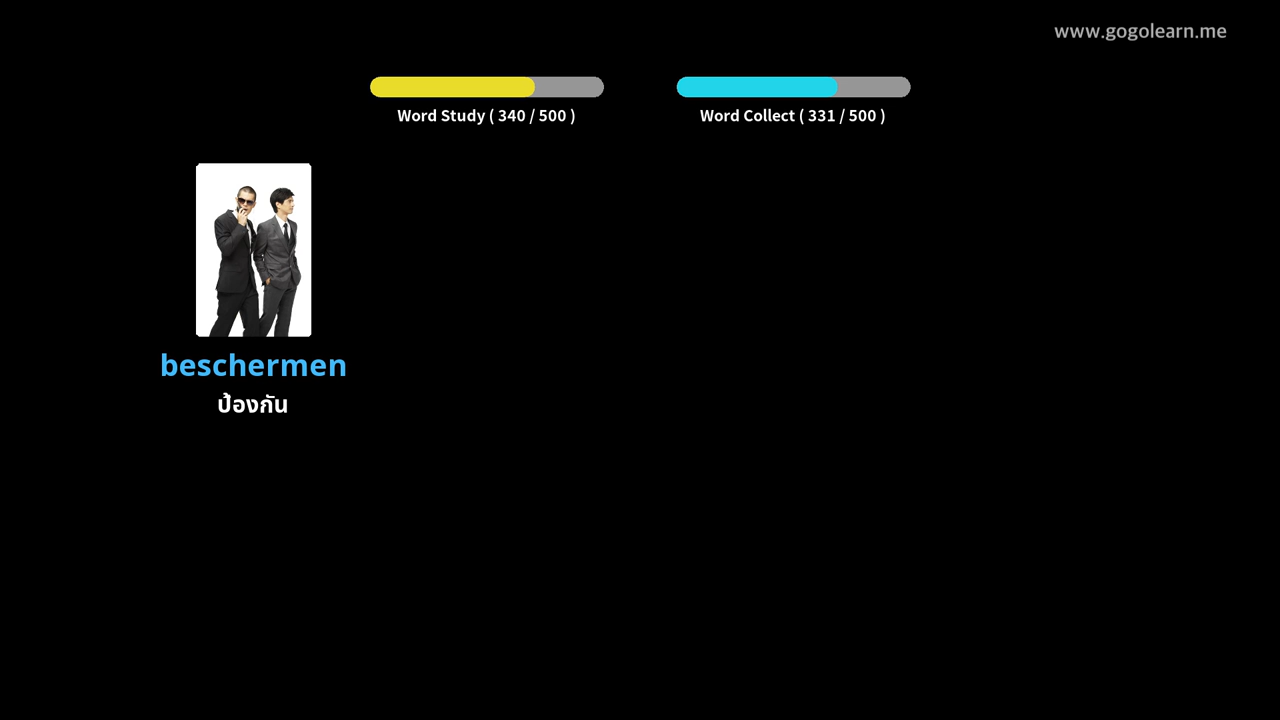 www.gogolearn.me
Word Study ( 340 / 500 )
Word Collect ( 331 / 500 )
beschermen
ป้องกัน